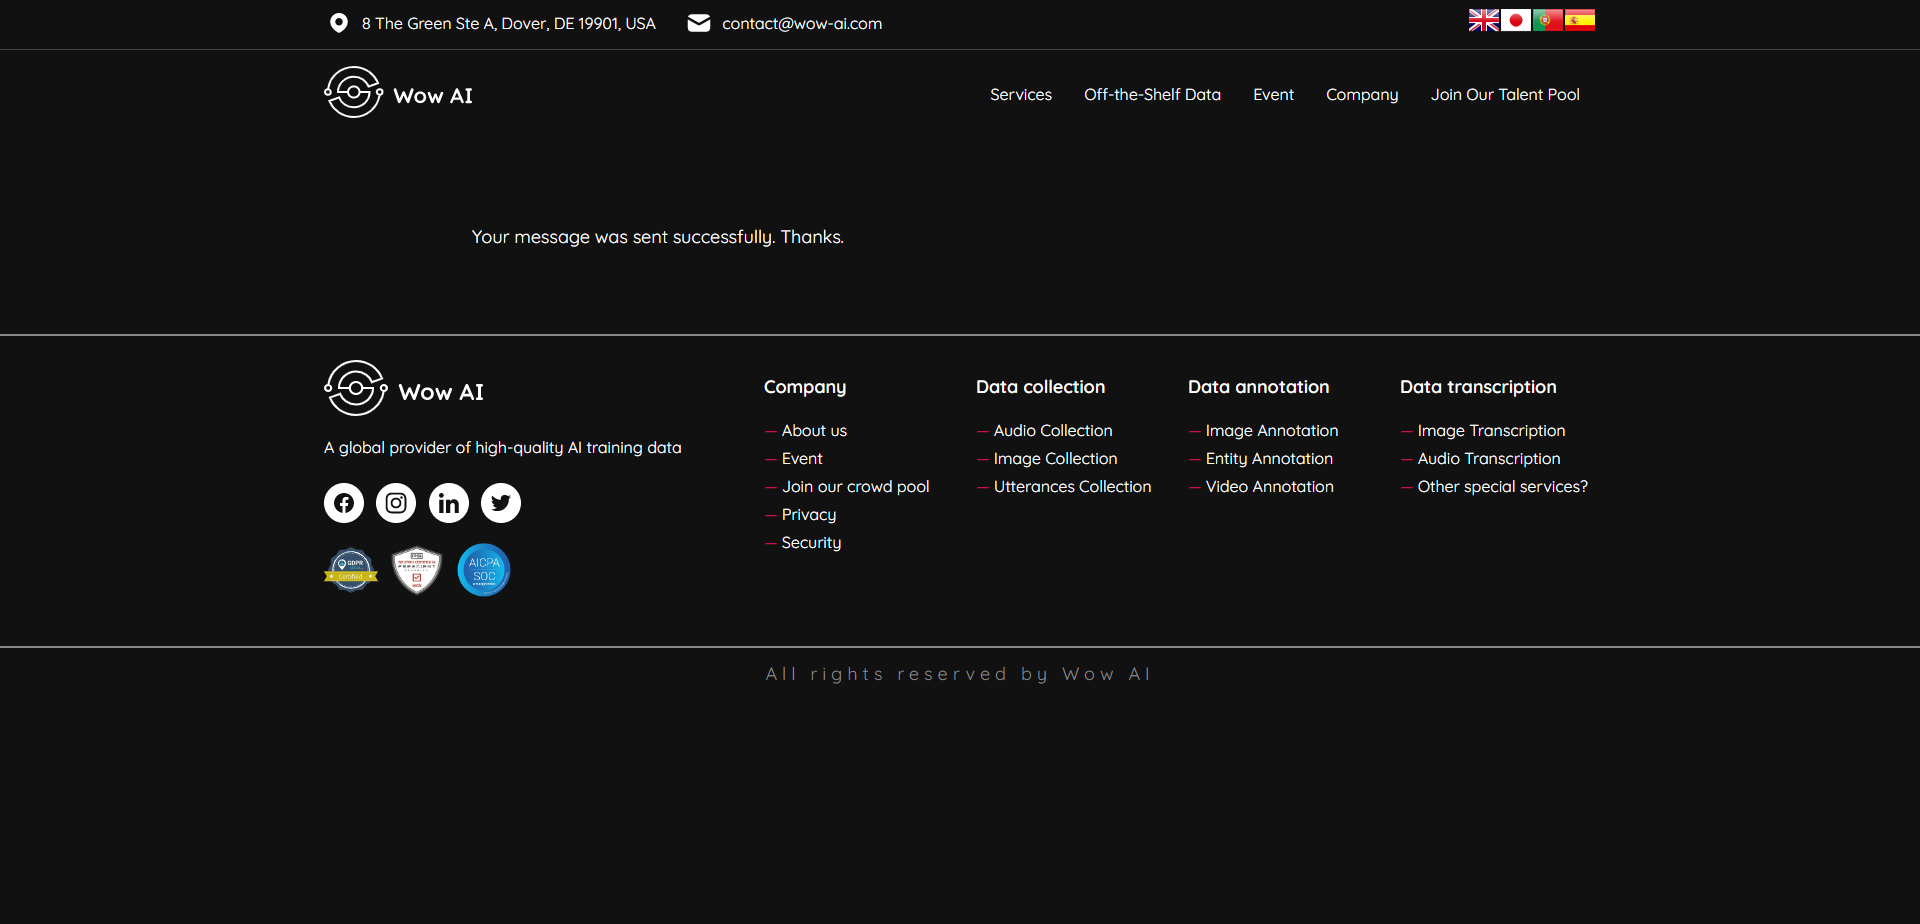 8 The Green Ste A, Dover, DE 19901, USA
contact@wow-ai.com
Wow AI
Services
Off-the-Shelf Data
Event
Company
Join Our Talent Pool
Your message was sent successfully. Thanks.
Wow AI
A global provider of high-quality AI training data
GDPR
Certified
AICPA
SOC
Company
— About us
— Event
— Join our crowd pool
— Privacy
— Security
Data collection
— Audio Collection
— Image Collection
— Utterances Collection
Data annotation
— Image Annotation
— Entity Annotation
— Video Annotation
Data transcription
— Image Transcription
— Audio Transcription
— Other special services?
All rights reserved by Wow AI